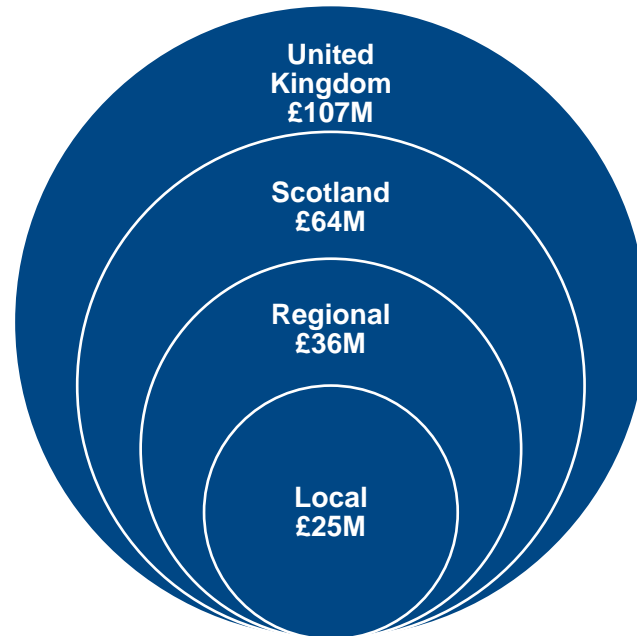 United
Kingdom
£107M
Scotland
£64M
Regional
£36M
Local
£25M